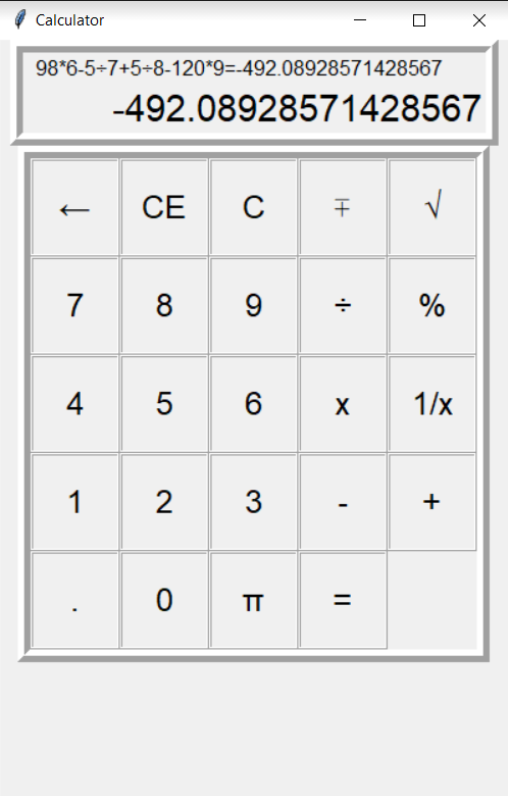 Calculator
98*6-5÷7+5÷8-120*9=-492.08928571428567
-492.08928571428567
← CE C ∓ √
7 8 9 ÷ %
4 5 6 x 1/x
1 2 3 - +
. 0 π =